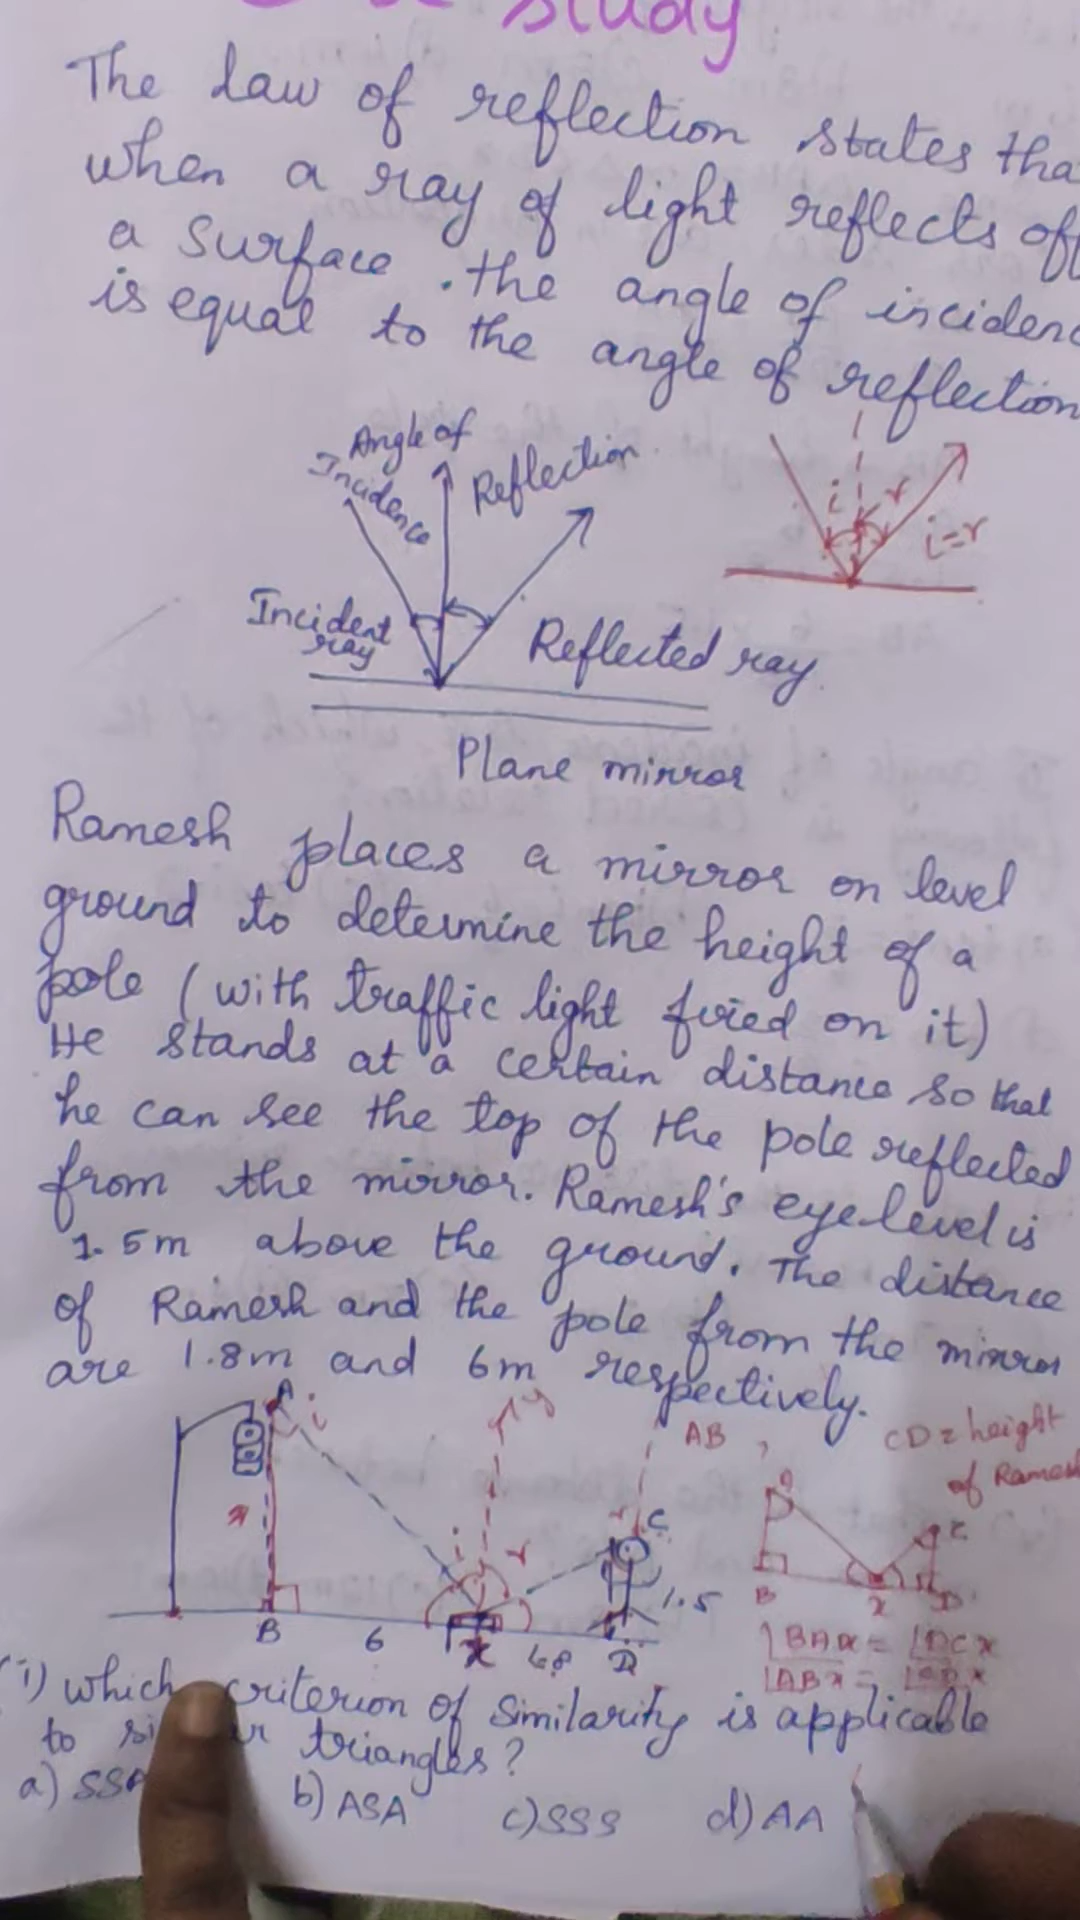 study
The law of reflection states tha
when a ray of light reflects off
a surface . the angle of incidenc
is equal to the angle of reflection
Angle of
Incidence
Reflection
i r
i=r
Incident
ray
Reflected ray.
Plane mirror
Ramesh places a mirror on level
ground to determine the height of a
pole (with traffic light fixed on it)
He stands at a certain distance so that
he can see the top of the pole reflected
from the mirror. Ramesh's eye level is
1.5m above the ground. The distance
of Ramesh and the pole from the mirror
are 1.8m and 6m respectively.
A i
AB ,
CD = height
of Ramesh
x
i r
C
1.5
B 6 x 1.8 D
A
C
B x D
∠BAx = ∠DCx
∠ABx = ∠CDx
(i) which criterion of similarity is applicable
to triangles?
a) SSA b) ASA c) SSS d) AA